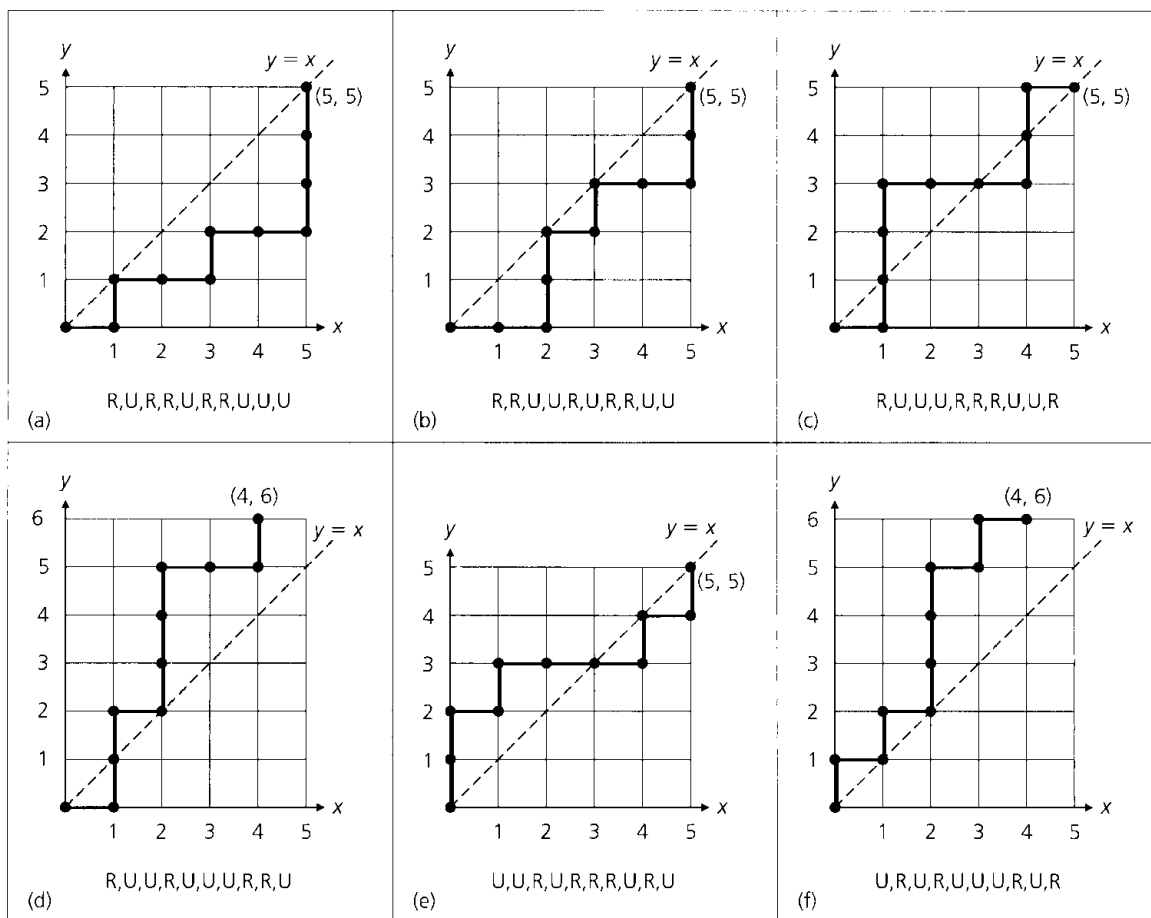 y
y = x
5
(5, 5)
4
3
2
1
x
1 2 3 4 5
R,U,R,R,U,R,R,U,U,U
(a)
y
y = x
5
(5, 5)
4
3
2
1
x
1 2 3 4 5
R,R,U,U,R,U,R,R,U,U
(b)
y
y = x
5
(5, 5)
4
3
2
1
x
1 2 3 4 5
R,U,U,U,R,R,R,U,U,R
(c)
y
(4, 6)
6
y = x
5
4
3
2
1
x
1 2 3 4 5
R,U,U,R,U,U,U,R,R,U
(d)
y
y = x
5
(5, 5)
4
3
2
1
x
1 2 3 4 5
U,U,R,U,R,R,R,U,R,U
(e)
y
(4, 6)
6
y = x
5
4
3
2
1
x
1 2 3 4 5
U,R,U,R,U,U,U,R,U,R
(f)